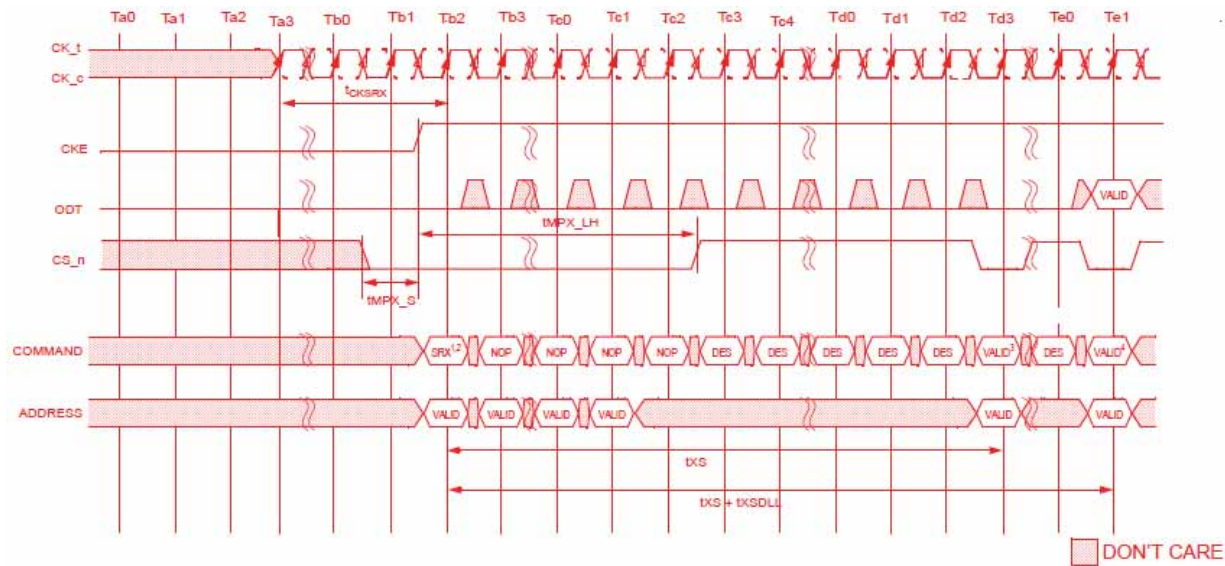 Ta0 Ta1 Ta2 Ta3 Tb0 Tb1 Tb2 Tb3 Tc0 Tc1 Tc2 Tc3 Tc4 Td0 Td1 Td2 Td3 Te0 Te1
CK_t
CK_c
tCKSRX
CKE
ODT
VALID
tMPX_LH
CS_n
tMPX_S
COMMAND
SRX1,2 NOP NOP NOP NOP DES DES DES DES DES VALID3 DES VALID4
ADDRESS
VALID VALID VALID VALID VALID VALID
tXS
tXS + tXSDLL
DON'T CARE